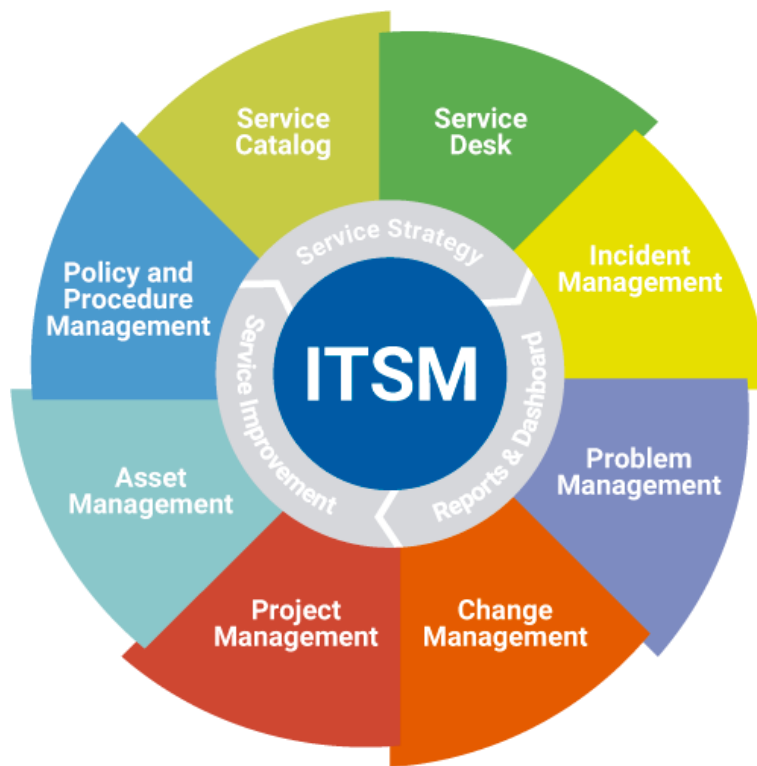 Service
Catalog
Service
Desk
Incident
Management
Problem
Management
Change
Management
Project
Management
Asset
Management
Policy and
Procedure
Management
Service Strategy
Reports & Dashboard
Service Improvement
ITSM